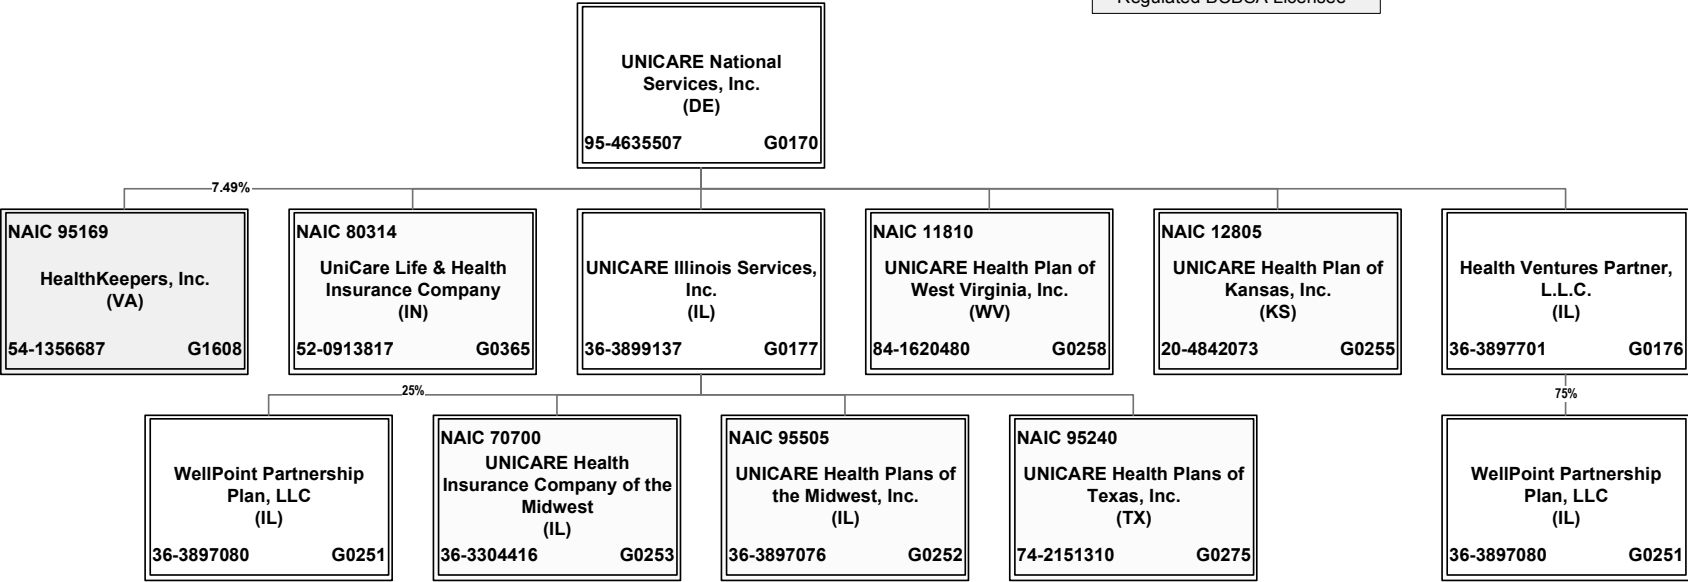 Regulated BCBSA Licensee
UNICARE National
Services, Inc.
(DE)
95-4635507 G0170
7.49%
NAIC 95169
HealthKeepers, Inc.
(VA)
54-1356687 G1608
NAIC 80314
UniCare Life & Health
Insurance Company
(IN)
52-0913817 G0365
UNICARE Illinois Services,
Inc.
(IL)
36-3899137 G0177
NAIC 11810
UNICARE Health Plan of
West Virginia, Inc.
(WV)
84-1620480 G0258
NAIC 12805
UNICARE Health Plan of
Kansas, Inc.
(KS)
20-4842073 G0255
Health Ventures Partner,
L.L.C.
(IL)
36-3897701 G0176
25%
75%
WellPoint Partnership
Plan, LLC
(IL)
36-3897080 G0251
NAIC 70700
UNICARE Health
Insurance Company of the
Midwest
(IL)
36-3304416 G0253
NAIC 95505
UNICARE Health Plans of
the Midwest, Inc.
(IL)
36-3897076 G0252
NAIC 95240
UNICARE Health Plans of
Texas, Inc.
(TX)
74-2151310 G0275
WellPoint Partnership
Plan, LLC
(IL)
36-3897080 G0251